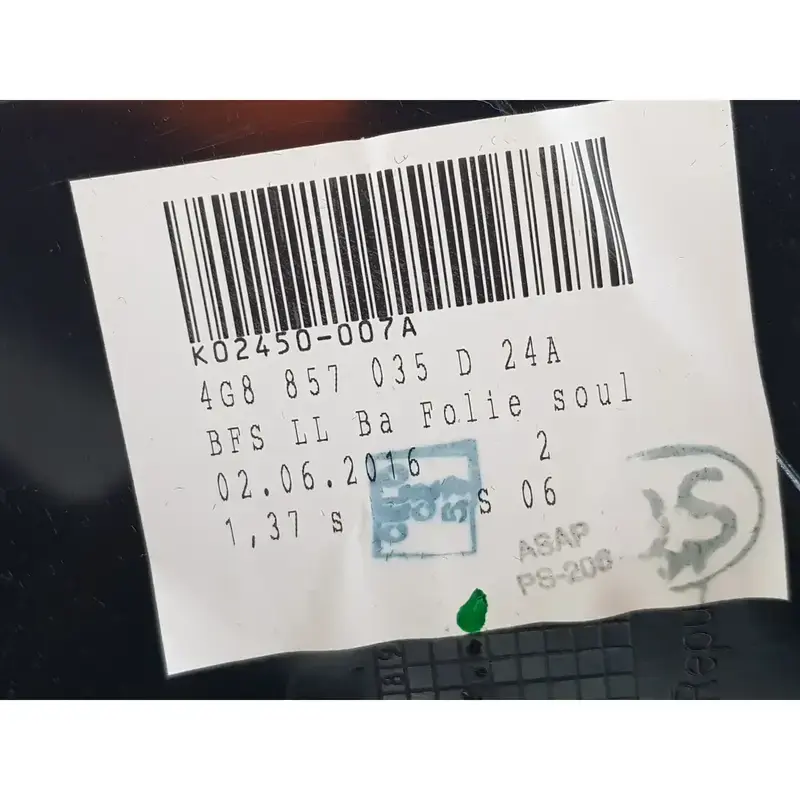 K02450-007A
4G8 857 035 D 24A
BFS LL Ba Folie soul
02.06.2016 2
1,37 s s 06
ASAP
PS-206
Repu